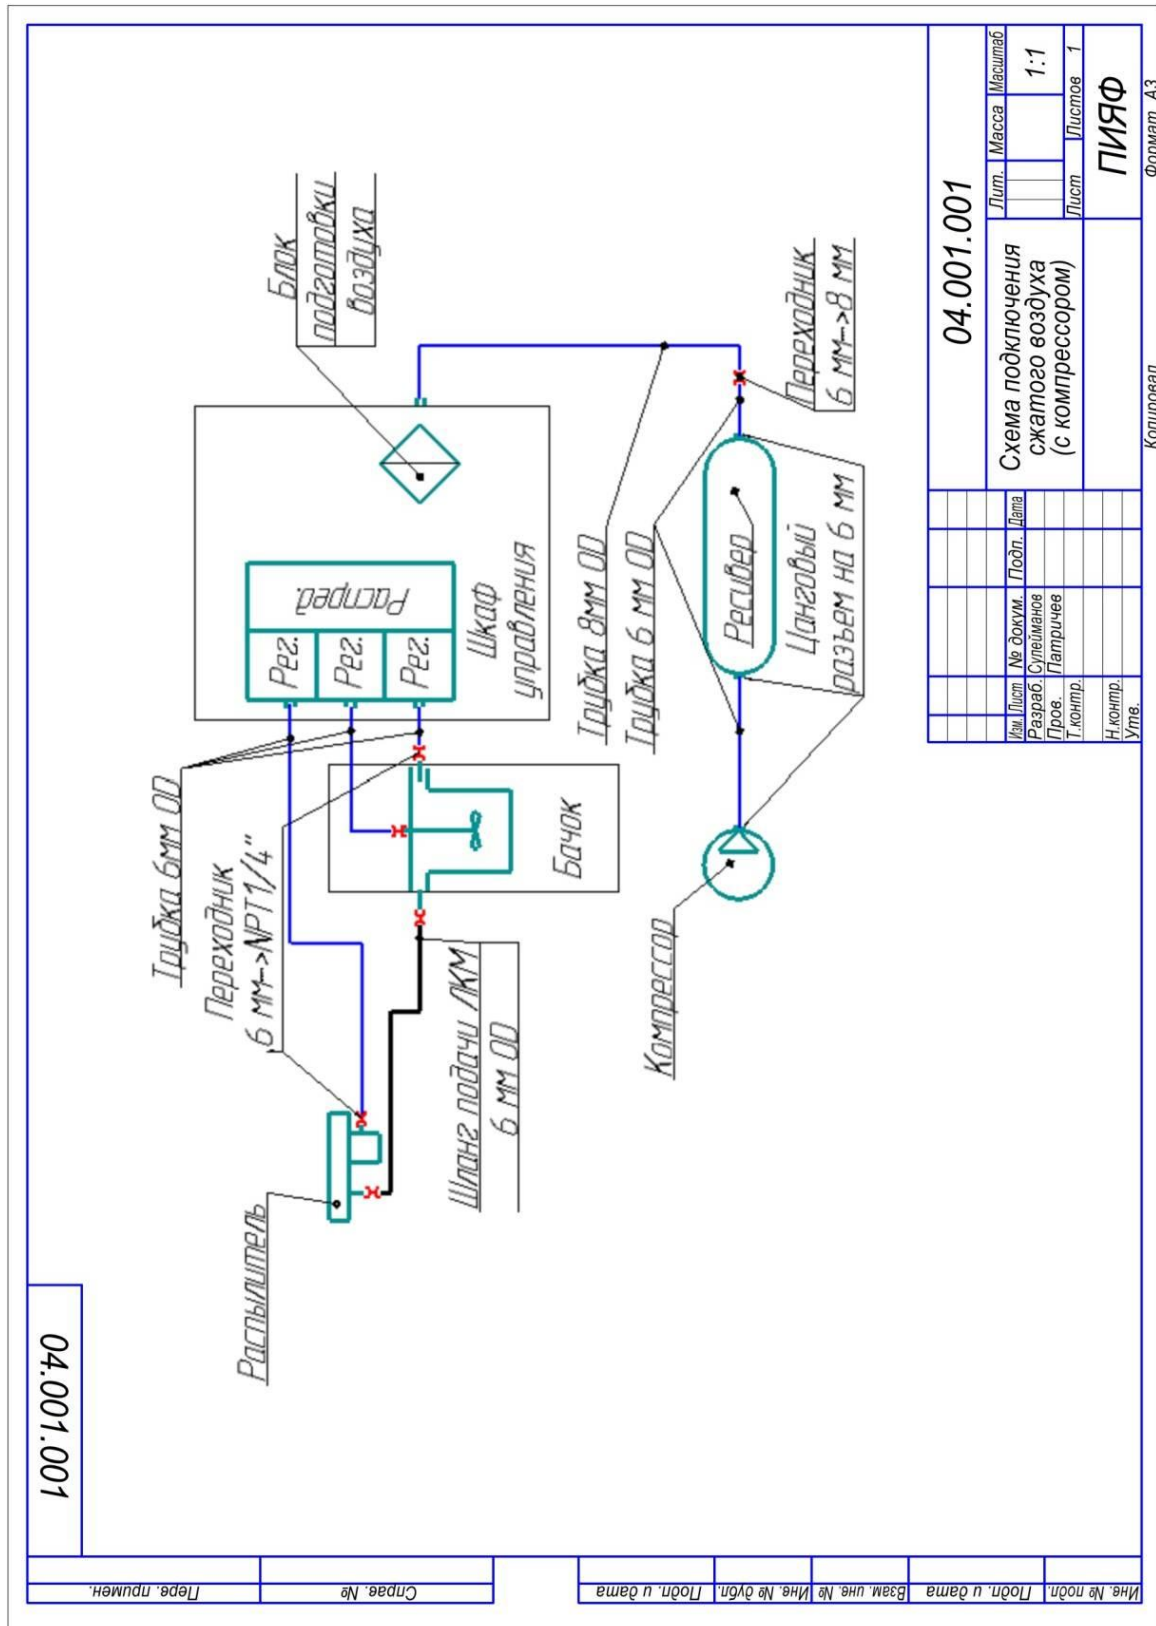 04.001.001
Перв. примен.
Справ. №
Подп. и дата
Инв. № дубл.
Взам. инв. №
Подп. и дата
Инв. № подл.
Распылитель
Трубка 6мм OD
Переходник
6 мм->NPT1/4"
Шланг подачи ЛКМ
6 мм OD
Бачок
Рег.
Рег.
Рег.
Распред.
Шкаф
управления
Блок
подготовки
воздуха
Компрессор
Трубка 8мм OD
Трубка 6 мм OD
Ресивер
Цанговый
разъем на 6 мм
Переходник
6 мм->8 мм
04.001.001
Изм. Лист № докум. Подп. Дата
Разраб. Сулейманов
Пров. Патричев
Т.контр.
Н.контр.
Утв.
Схема подключения
сжатого воздуха
(с компрессором)
Лит. Масса Масштаб
1:1
Лист Листов 1
ПИЯФ
Копировал Формат А3